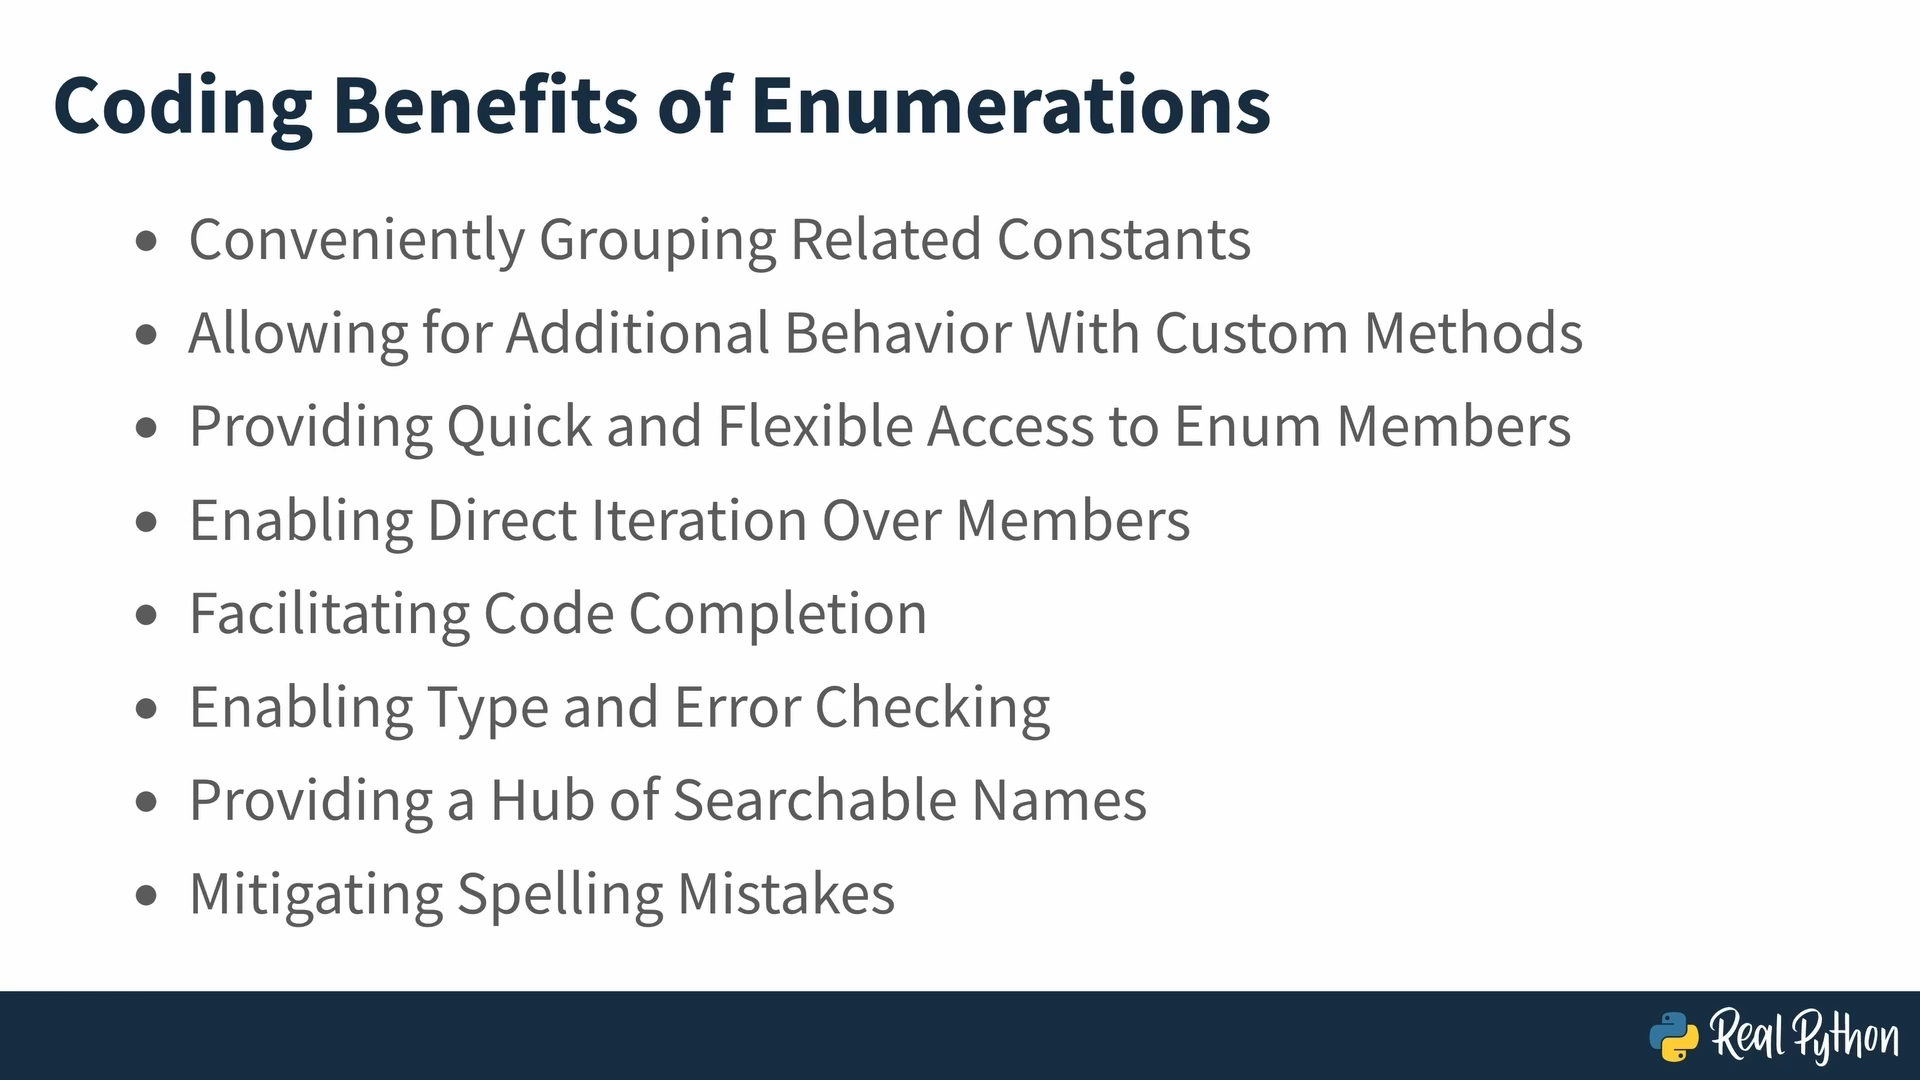 Coding Benefits of Enumerations
• Conveniently Grouping Related Constants
• Allowing for Additional Behavior With Custom Methods
• Providing Quick and Flexible Access to Enum Members
• Enabling Direct Iteration Over Members
• Facilitating Code Completion
• Enabling Type and Error Checking
• Providing a Hub of Searchable Names
• Mitigating Spelling Mistakes
Real Python